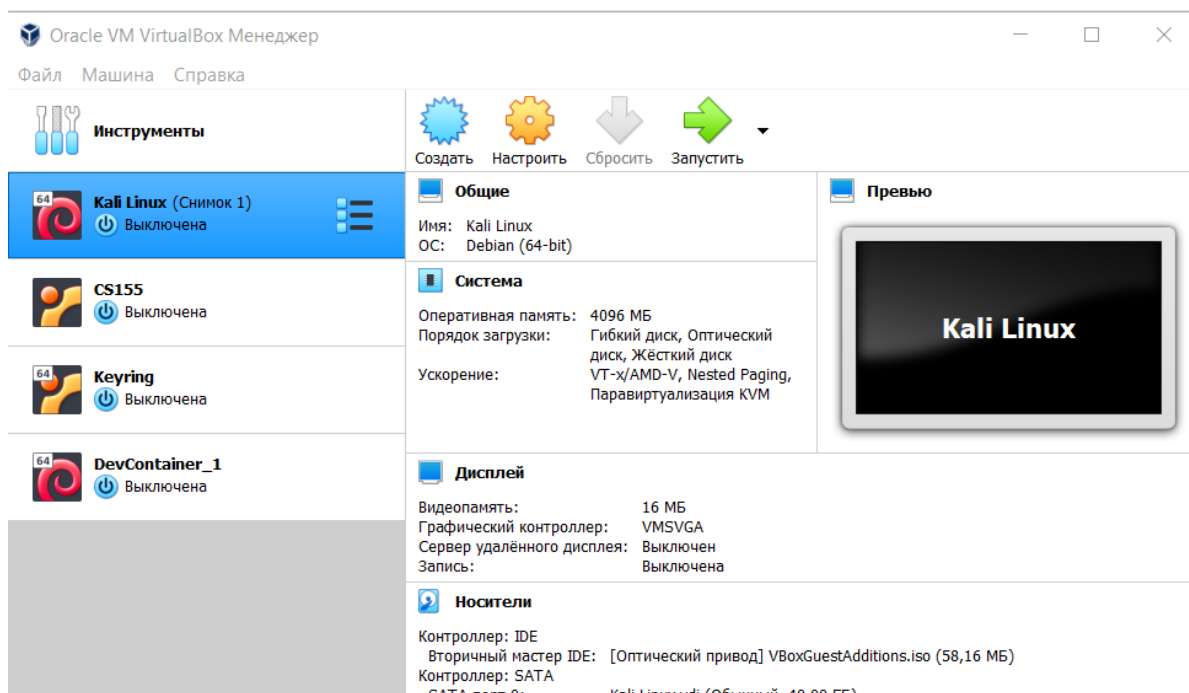 Oracle VM VirtualBox Менеджер
Файл Машина Справка
Инструменты
64
Kali Linux (Снимок 1)
Выключена
CS155
Выключена
64
Keyring
Выключена
64
DevContainer_1
Выключена
Создать Настроить Сбросить Запустить
Общие
Имя: Kali Linux
ОС: Debian (64-bit)
Система
Оперативная память: 4096 МБ
Порядок загрузки: Гибкий диск, Оптический
диск, Жёсткий диск
Ускорение: VT-x/AMD-V, Nested Paging,
Паравиртуализация KVM
Превью
Kali Linux
Дисплей
Видеопамять: 16 МБ
Графический контроллер: VMSVGA
Сервер удалённого дисплея: Выключен
Запись: Выключена
Носители
Контроллер: IDE
Вторичный мастер IDE: [Оптический привод] VBoxGuestAdditions.iso (58,16 МБ)
Контроллер: SATA